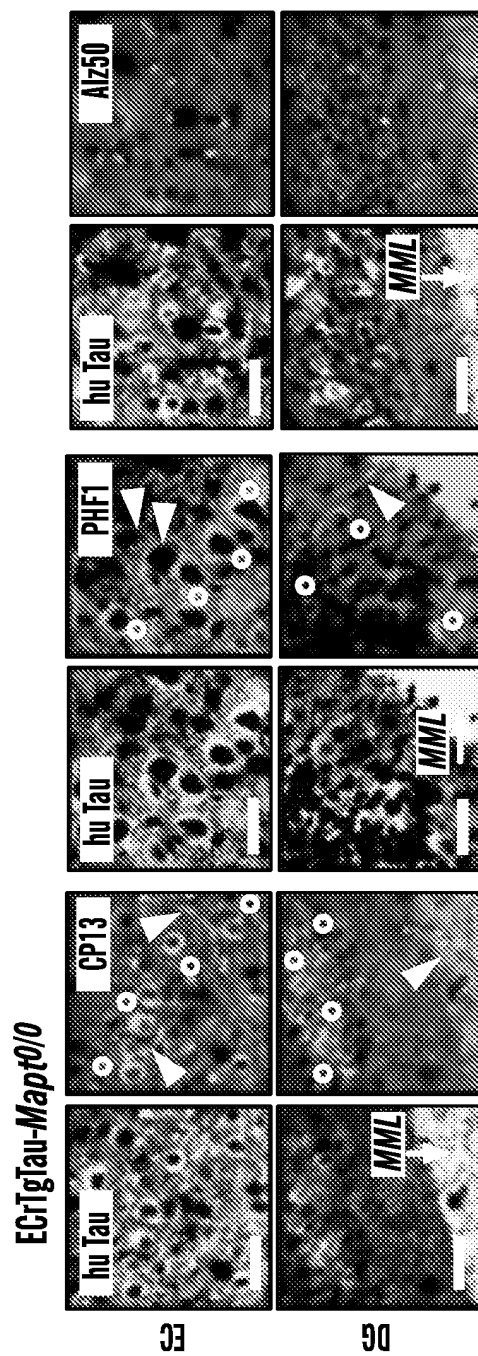 ECrTgTau-Mapt0/0
hu Tau
CP13
hu Tau
PHF1
hu Tau
Alz50
EC
DG
MML
MML
MML